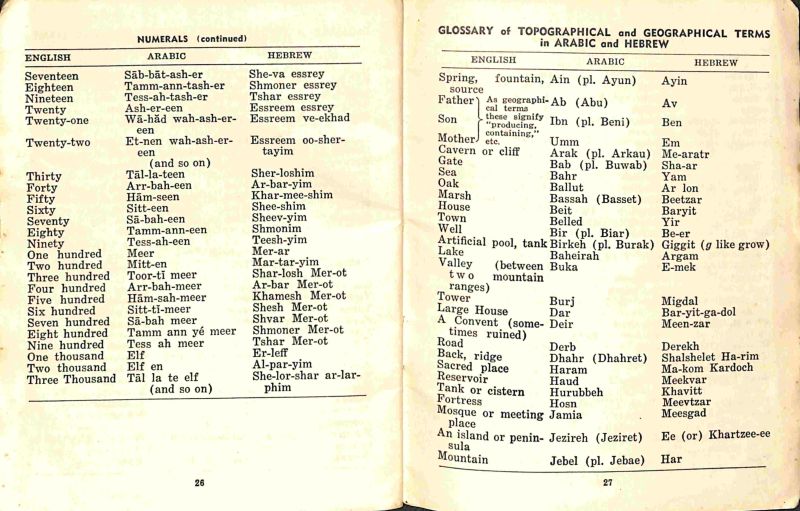 NUMERALS (continued)
ENGLISH ARABIC HEBREW
Seventeen Sāb-bāt-ash-er She-va essrey
Eighteen Tamm-ann-tash-er Shmoner essrey
Nineteen Tess-ah-tash-er Tshar essrey
Twenty Ash-er-een Essreem essrey
Twenty-one Wā-hād wah-ash-er- Essreem ve-ekhad
een
Twenty-two Et-nen wah-ash-er- Essreem oo-sher-
een tayim
(and so on)
Thirty Tāl-la-teen Sher-loshim
Forty Arr-bah-een Ar-bar-yim
Fifty Hām-seen Khar-mee-shim
Sixty Sitt-een Shee-shim
Seventy Sā-bah-een Sheev-yim
Eighty Tamm-ann-een Shmonim
Ninety Tess-ah-een Teesh-yim
One hundred Meer Mer-ar
Two hundred Mitt-en Mar-tar-yim
Three hundred Toor-tī meer Shar-losh Mer-ot
Four hundred Arr-bah-meer Ar-bar Mer-ot
Five hundred Hām-sah-meer Khamesh Mer-ot
Six hundred Sitt-tī-meer Shesh Mer-ot
Seven hundred Sā-bah meer Shvar Mer-ot
Eight hundred Tamm ann yé meer Shmoner Mer-ot
Nine hundred Tess ah meer Tshar Mer-ot
One thousand Elf Er-leff
Two thousand Elf en Al-par-yim
Three Thousand Tāl la te elf She-lor-shar ar-lar-
(and so on) phim
26
GLOSSARY of TOPOGRAPHICAL and GEOGRAPHICAL TERMS
in ARABIC and HEBREW
ENGLISH ARABIC HEBREW
Spring, fountain, Ain (pl. Ayun) Ayin
source
Father As geographi- Ab (Abu) Av
cal terms
Son these signify Ibn (pl. Beni) Ben
"producing,
containing,"
Mother etc. Umm Em
Cavern or cliff Arak (pl. Arkau) Me-aratr
Gate Bab (pl. Buwab) Sha-ar
Sea Bahr Yam
Oak Ballut Ar lon
Marsh Bassah (Basset) Beetzar
House Beit Baryit
Town Belled Yir
Well Bir (pl. Biar) Be-er
Artificial pool, tank Birkeh (pl. Burak) Giggit (g like grow)
Lake Baheirah Argam
Valley (between Buka E-mek
two mountain
ranges)
Tower Burj Migdal
Large House Dar Bar-yit-ga-dol
A Convent (some- Deir Meen-zar
times ruined)
Road Derb Derekh
Back, ridge Dhahr (Dhahret) Shalshelet Ha-rim
Sacred place Haram Ma-kom Kardoch
Reservoir Haud Meekvar
Tank or cistern Hurubbeh Khavitt
Fortress Hosn Meevtzar
Mosque or meeting Jamia Meesgad
place
An island or penin- Jezireh (Jeziret) Ee (or) Khartzee-ee
sula
Mountain Jebel (pl. Jebae) Har
27